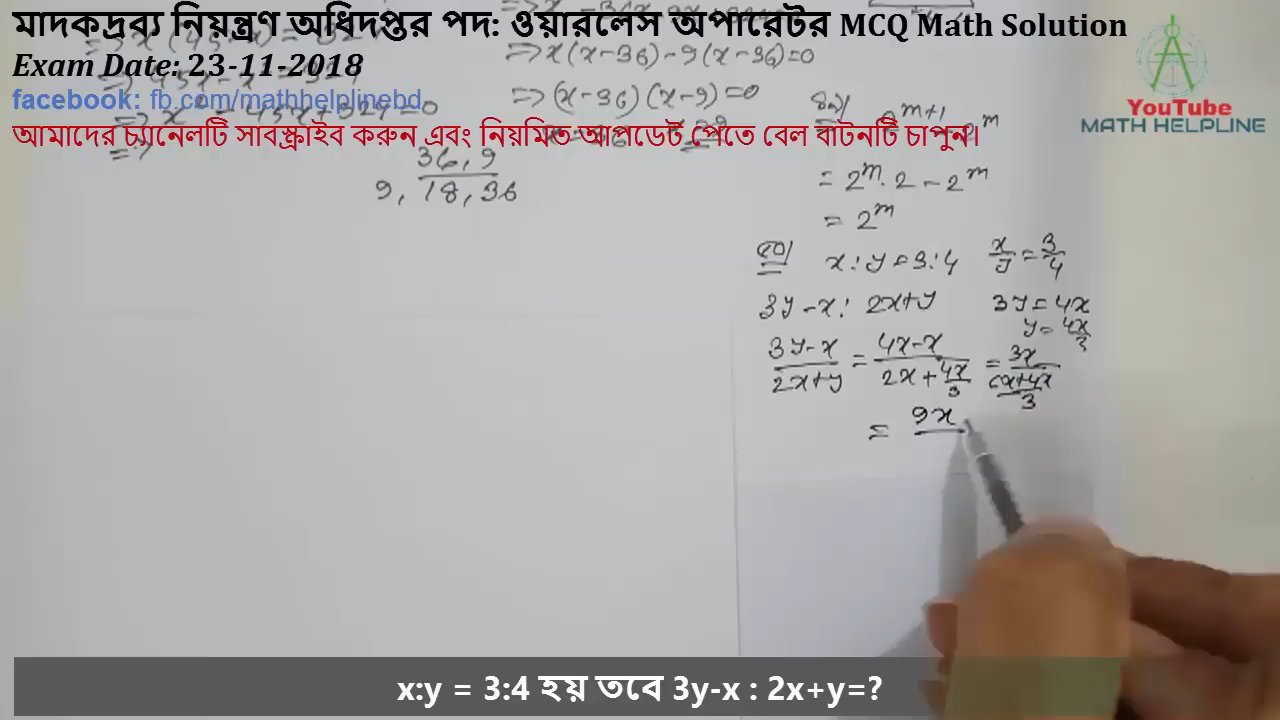 মাদকদ্রব্য নিয়ন্ত্রণ অধিদপ্তর পদ: ওয়ারলেস অপারেটর MCQ Math Solution
Exam Date: 23-11-2018
facebook: fb.com/mathhelplinebd
আমাদের চ্যানেলটি সাবস্ক্রাইব করুন এবং নিয়মিত আপডেট পেতে বেল বাটনটি চাপুন।
YouTube
MATH HELPLINE
=> x(x-36)-9(x-36)=0
=> (x-36)(x-9)=0
36, 9
9, 18, 36
= 2^m · 2 - 2^m
= 2^m
৫০| x:y = 3:4 x/y = 3/4
3y-x : 2x+y 3y = 4x
y = 4x/3
(3y-x)/(2x+y) = (4x-x)/(2x+4x/3) = 3x/((6x+4x)/3)
= 9x
x:y = 3:4 হয় তবে 3y-x : 2x+y=?